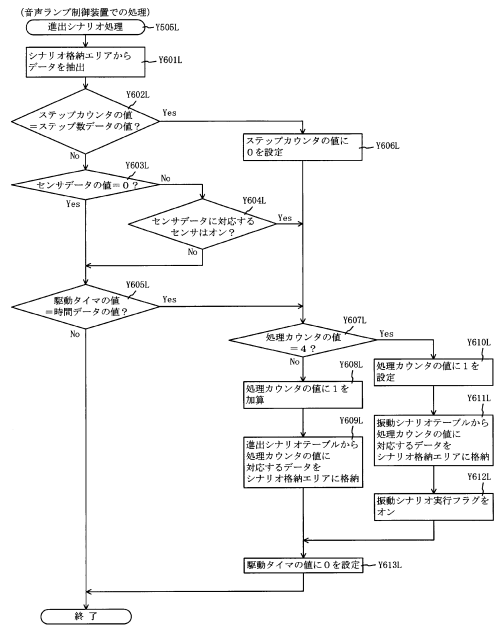 (音声ランプ制御装置での処理)
進出シナリオ処理
Y505L
シナリオ格納エリアから
データを抽出
Y601L
Y602L
ステップカウンタの値
=ステップ数データの値?
Yes
No
ステップカウンタの値に
0を設定
Y606L
Y603L
センサデータの値=0?
No
Yes
Y604L
センサデータに対応する
センサはオン?
Yes
No
Y605L
駆動タイマの値
=時間データの値?
Yes
No
Y607L
処理カウンタの値
=4?
Yes
No
Y608L
処理カウンタの値に1を
加算
Y610L
処理カウンタの値に1を
設定
Y609L
進出シナリオテーブルから
処理カウンタの値に
対応するデータを
シナリオ格納エリアに格納
Y611L
振動シナリオテーブルから
処理カウンタの値に
対応するデータを
シナリオ格納エリアに格納
Y612L
振動シナリオ実行フラグを
オン
駆動タイマの値に0を設定
Y613L
終了